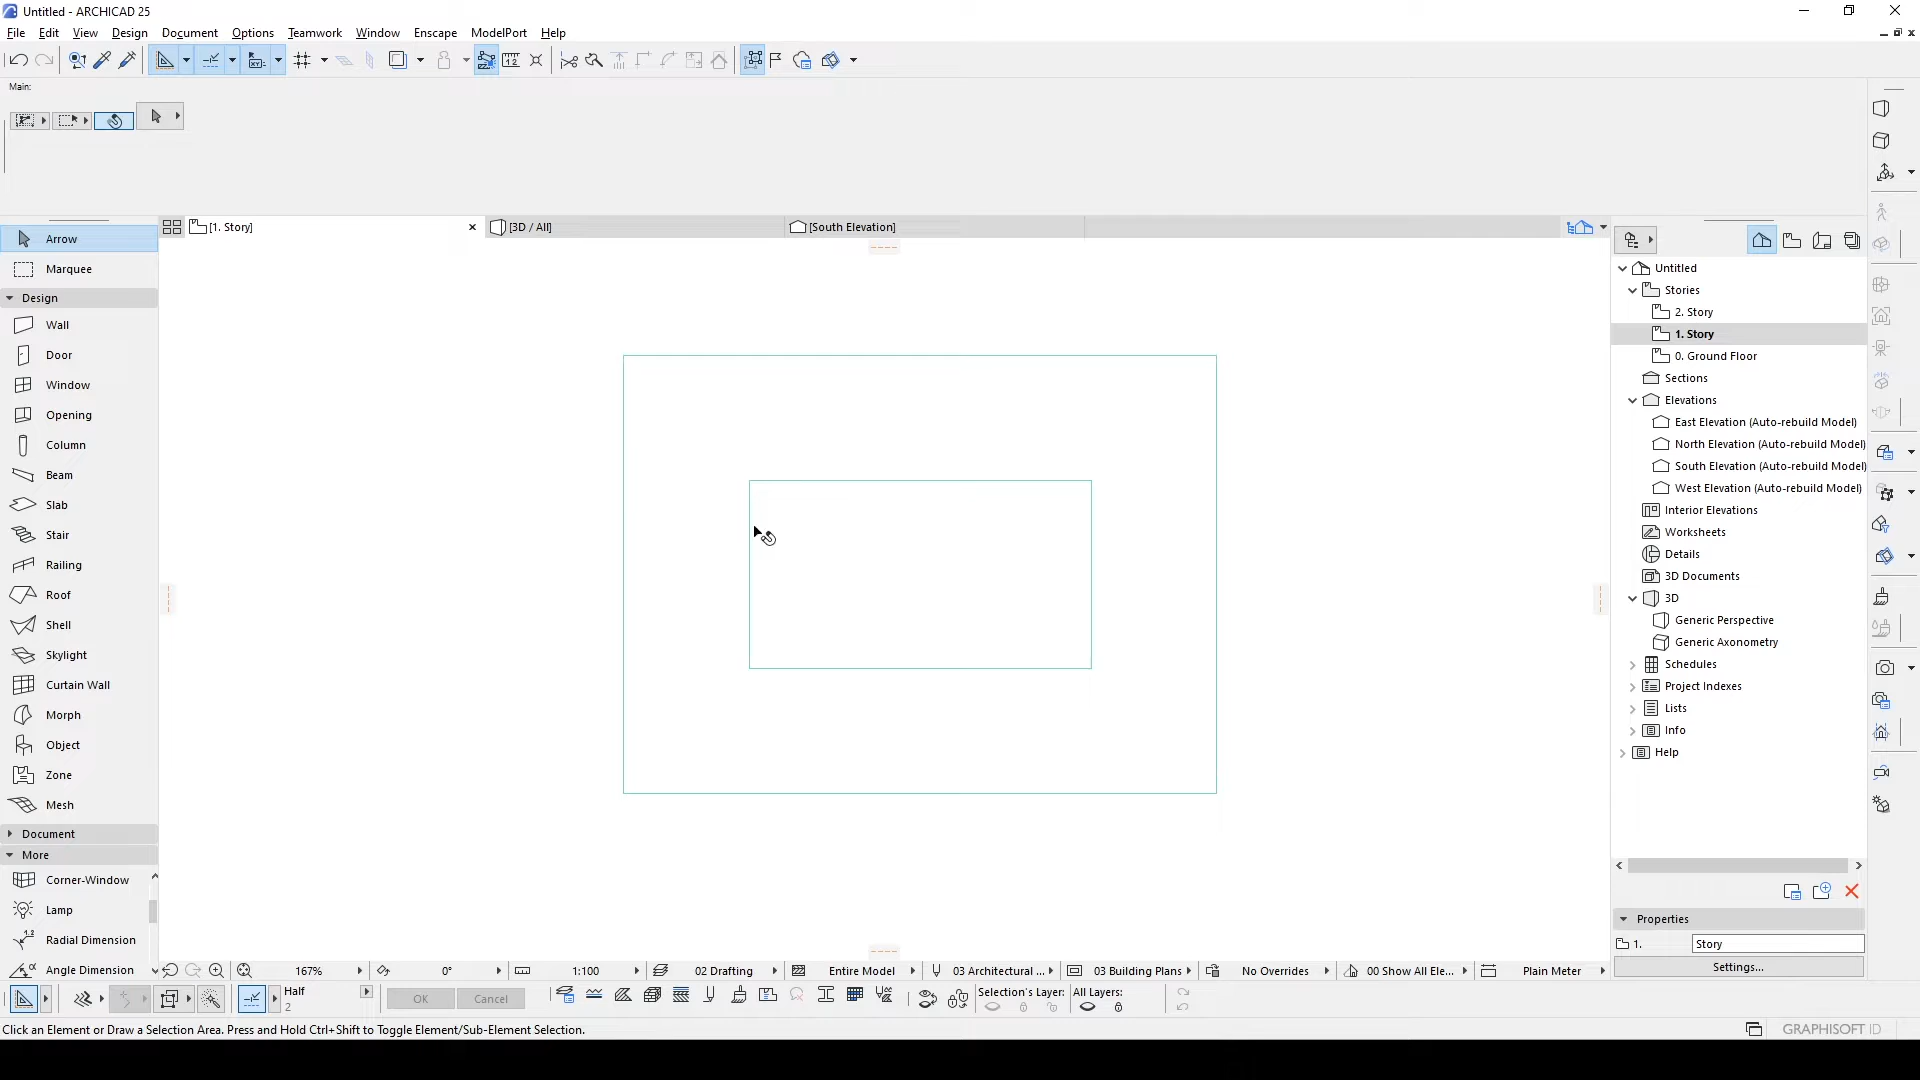 Untitled - ARCHICAD 25
File Edit View Design Document Options Teamwork Window Enscape ModelPort Help
Main:
[1. Story]
[3D / All]
[South Elevation]
Arrow
Marquee
Design
Wall
Door
Window
Opening
Column
Beam
Slab
Stair
Railing
Roof
Shell
Skylight
Curtain Wall
Morph
Object
Zone
Mesh
Document
More
Corner-Window
Lamp
Radial Dimension
Angle Dimension
Untitled
Stories
2. Story
1. Story
0. Ground Floor
Sections
Elevations
East Elevation (Auto-rebuild Model)
North Elevation (Auto-rebuild Model)
South Elevation (Auto-rebuild Model)
West Elevation (Auto-rebuild Model)
Interior Elevations
Worksheets
Details
3D Documents
3D
Generic Perspective
Generic Axonometry
Schedules
Project Indexes
Lists
Info
Help
Properties
1. Story
Settings...
167% 0° 1:100 02 Drafting Entire Model 03 Architectural ... 03 Building Plans No Overrides 00 Show All Ele... Plain Meter
Half
2
OK Cancel
Selection's Layer: All Layers:
Click an Element or Draw a Selection Area. Press and Hold Ctrl+Shift to Toggle Element/Sub-Element Selection.
GRAPHISOFT ID